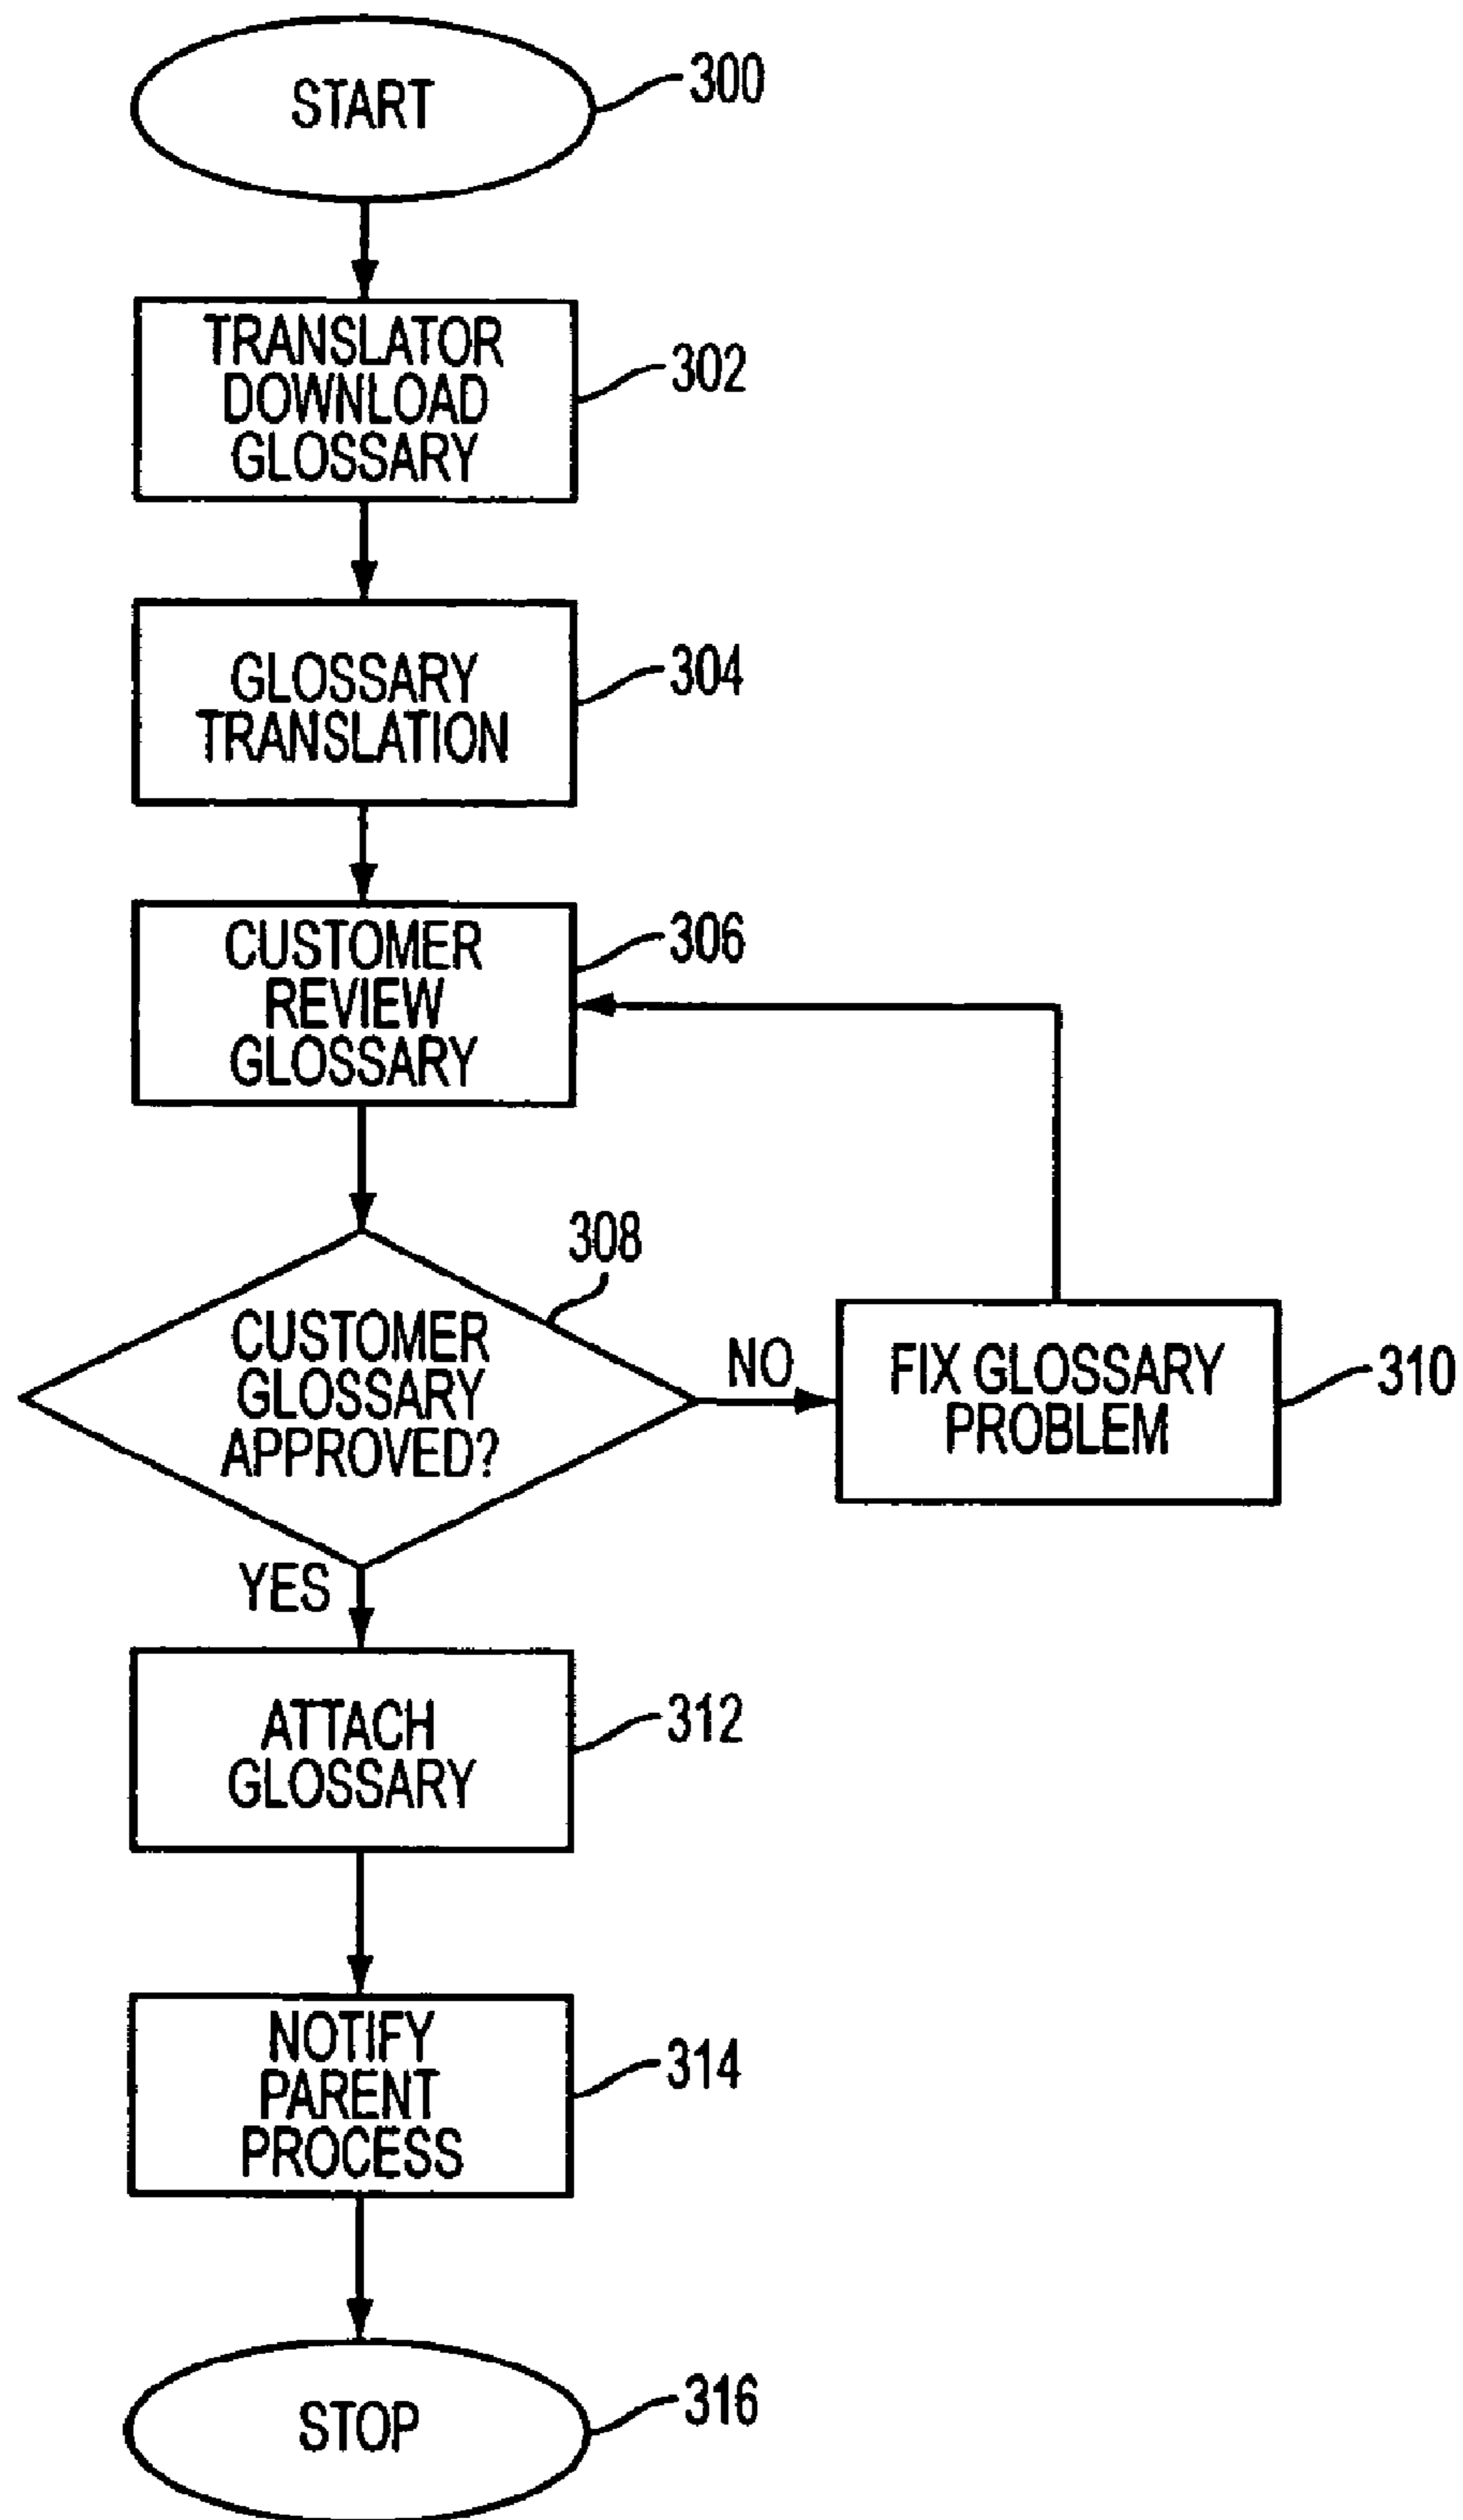 START
300
TRANSLATOR
DOWNLOAD
GLOSSARY
302
GLOSSARY
TRANSLATION
304
CUSTOMER
REVIEW
GLOSSARY
306
308
CUSTOMER
GLOSSARY
APPROVED?
NO
FIX GLOSSARY
PROBLEM
310
YES
ATTACH
GLOSSARY
312
NOTIFY
PARENT
PROCESS
314
STOP
316